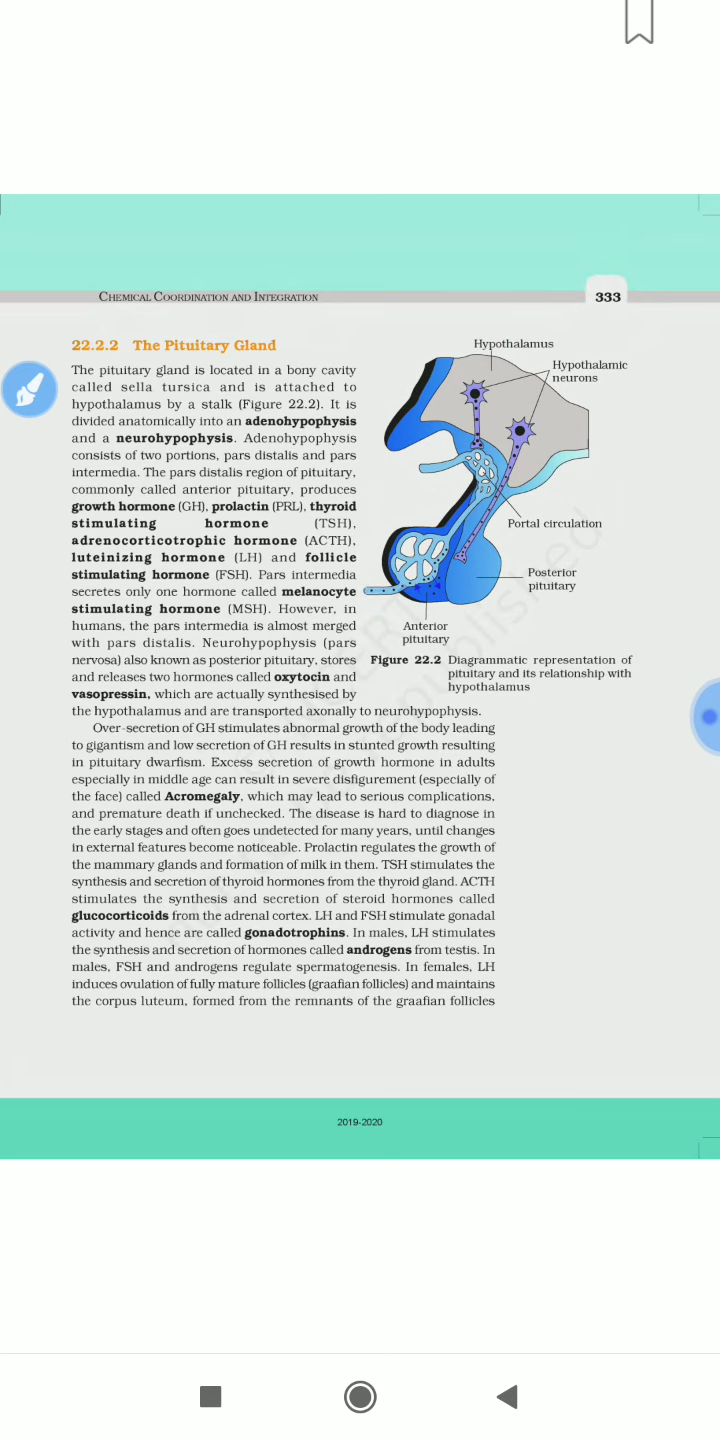 CHEMICAL COORDINATION AND INTEGRATION
333
22.2.2 The Pituitary Gland
The pituitary gland is located in a bony cavity
called sella tursica and is attached to
hypothalamus by a stalk (Figure 22.2). It is
divided anatomically into an adenohypophysis
and a neurohypophysis. Adenohypophysis
consists of two portions, pars distalis and pars
intermedia. The pars distalis region of pituitary,
commonly called anterior pituitary, produces
growth hormone (GH), prolactin (PRL), thyroid
stimulating hormone (TSH),
adrenocorticotrophic hormone (ACTH),
luteinizing hormone (LH) and follicle
stimulating hormone (FSH). Pars intermedia
secretes only one hormone called melanocyte
stimulating hormone (MSH). However, in
humans, the pars intermedia is almost merged
with pars distalis. Neurohypophysis (pars
nervosa) also known as posterior pituitary, stores
and releases two hormones called oxytocin and
vasopressin, which are actually synthesised by
the hypothalamus and are transported axonally to neurohypophysis.
Hypothalamus
Hypothalamic
neurons
Portal circulation
Posterior
pituitary
Anterior
pituitary
Figure 22.2 Diagrammatic representation of
pituitary and its relationship with
hypothalamus
Over-secretion of GH stimulates abnormal growth of the body leading
to gigantism and low secretion of GH results in stunted growth resulting
in pituitary dwarfism. Excess secretion of growth hormone in adults
especially in middle age can result in severe disfigurement (especially of
the face) called Acromegaly, which may lead to serious complications,
and premature death if unchecked. The disease is hard to diagnose in
the early stages and often goes undetected for many years, until changes
in external features become noticeable. Prolactin regulates the growth of
the mammary glands and formation of milk in them. TSH stimulates the
synthesis and secretion of thyroid hormones from the thyroid gland. ACTH
stimulates the synthesis and secretion of steroid hormones called
glucocorticoids from the adrenal cortex. LH and FSH stimulate gonadal
activity and hence are called gonadotrophins. In males, LH stimulates
the synthesis and secretion of hormones called androgens from testis. In
males, FSH and androgens regulate spermatogenesis. In females, LH
induces ovulation of fully mature follicles (graafian follicles) and maintains
the corpus luteum, formed from the remnants of the graafian follicles
2019-2020